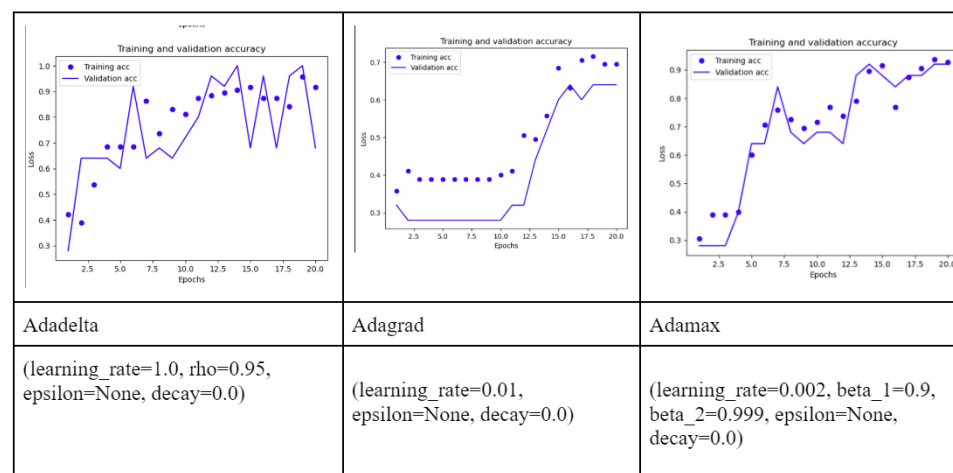 Epochs
Training and validation accuracy
Training acc
Validation acc
1.0
0.9
0.8
0.7
0.6
0.5
0.4
0.3
Loss
2.5 5.0 7.5 10.0 12.5 15.0 17.5 20.0
Epochs
Training and validation accuracy
Training acc
Validation acc
0.7
0.6
0.5
0.4
0.3
Loss
2.5 5.0 7.5 10.0 12.5 15.0 17.5 20.0
Epochs
Training and validation accuracy
Training acc
Validation acc
0.9
0.8
0.7
0.6
0.5
0.4
0.3
Loss
2.5 5.0 7.5 10.0 12.5 15.0 17.5 20.0
Epochs
Adadelta
Adagrad
Adamax
(learning_rate=1.0, rho=0.95,
epsilon=None, decay=0.0)
(learning_rate=0.01,
epsilon=None, decay=0.0)
(learning_rate=0.002, beta_1=0.9,
beta_2=0.999, epsilon=None,
decay=0.0)